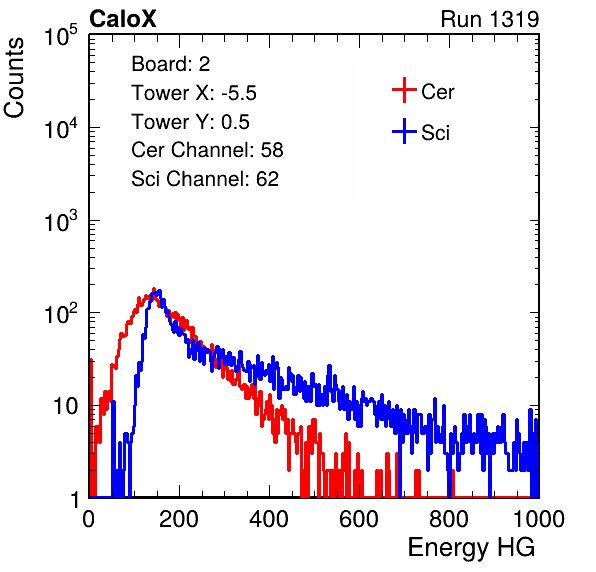 CaloX Run 1319
Counts
10^5
10^4
10^3
10^2
10
1
Board: 2
Tower X: -5.5
Tower Y: 0.5
Cer Channel: 58
Sci Channel: 62
Cer
Sci
0 200 400 600 800 1000
Energy HG